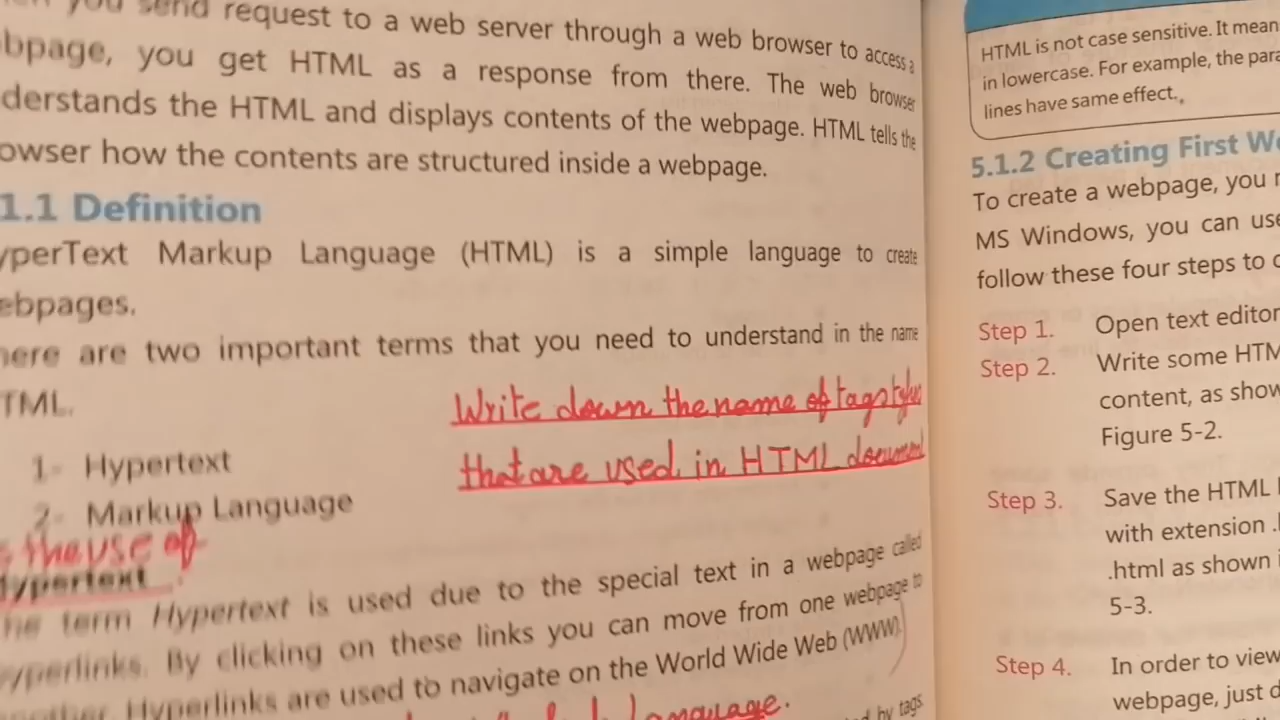 you send request to a web server through a web browser to access a
bpage, you get HTML as a response from there. The web browser
derstands the HTML and displays contents of the webpage. HTML tells the
owser how the contents are structured inside a webpage.
1.1 Definition
yperText Markup Language (HTML) is a simple language to create
ebpages.
here are two important terms that you need to understand in the name
TML.
Write down the name of tag style
that are used in HTML document
1- Hypertext
2- Markup Language
the use of
Hypertext
he term Hypertext is used due to the special text in a webpage called
yperlinks. By clicking on these links you can move from one webpage to
another. Hyperlinks are used to navigate on the World Wide Web (WWW).
Language.
by tags
HTML is not case sensitive. It mean
in lowercase. For example, the para
lines have same effect.
5.1.2 Creating First We
To create a webpage, you
MS Windows, you can use
follow these four steps to
Step 1. Open text editor
Step 2. Write some HTM
content, as show
Figure 5-2.
Step 3. Save the HTML
with extension .
.html as shown
5-3.
Step 4. In order to view
webpage, just d